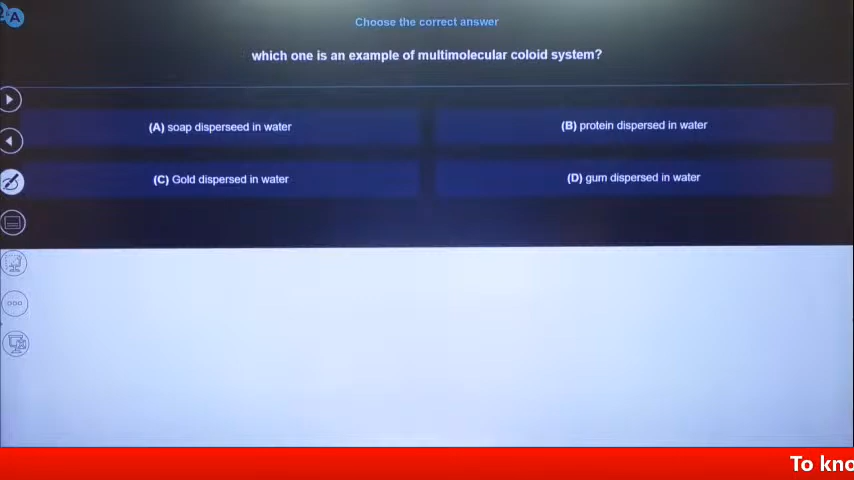 A
Choose the correct answer
which one is an example of multimolecular coloid system?
(A) soap disperseed in water
(B) protein dispersed in water
(C) Gold dispersed in water
(D) gum dispersed in water
To kno